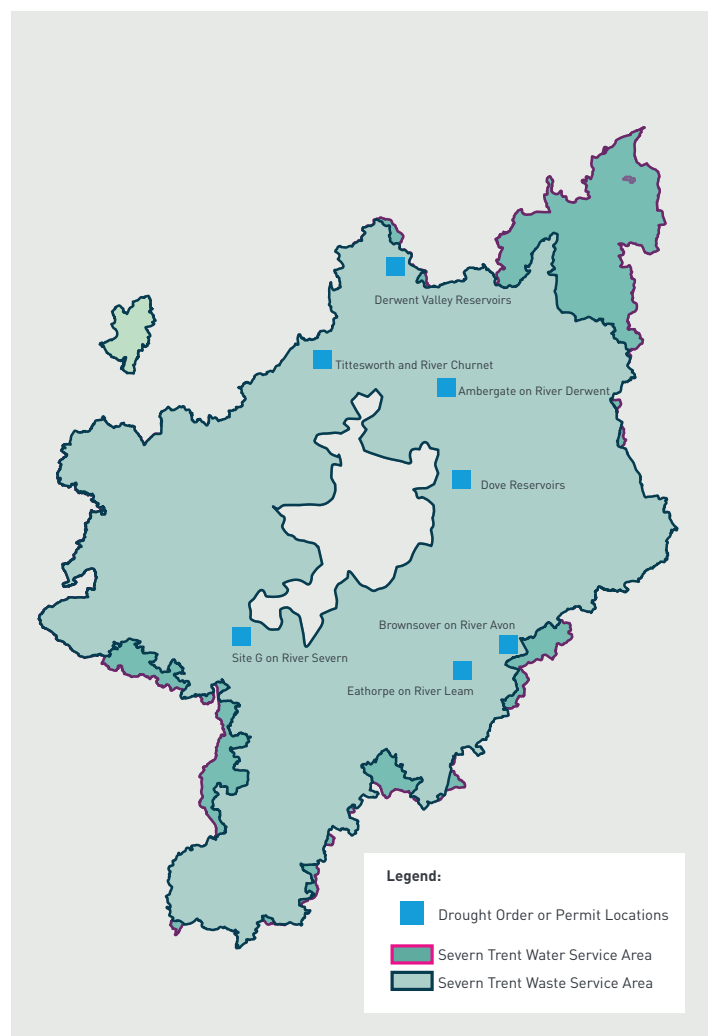 Derwent Valley Reservoirs
Tittesworth and River Churnet
Ambergate on River Derwent
Dove Reservoirs
Brownsover on River Avon
Site G on River Severn
Eathorpe on River Leam
Legend:
Drought Order or Permit Locations
Severn Trent Water Service Area
Severn Trent Waste Service Area